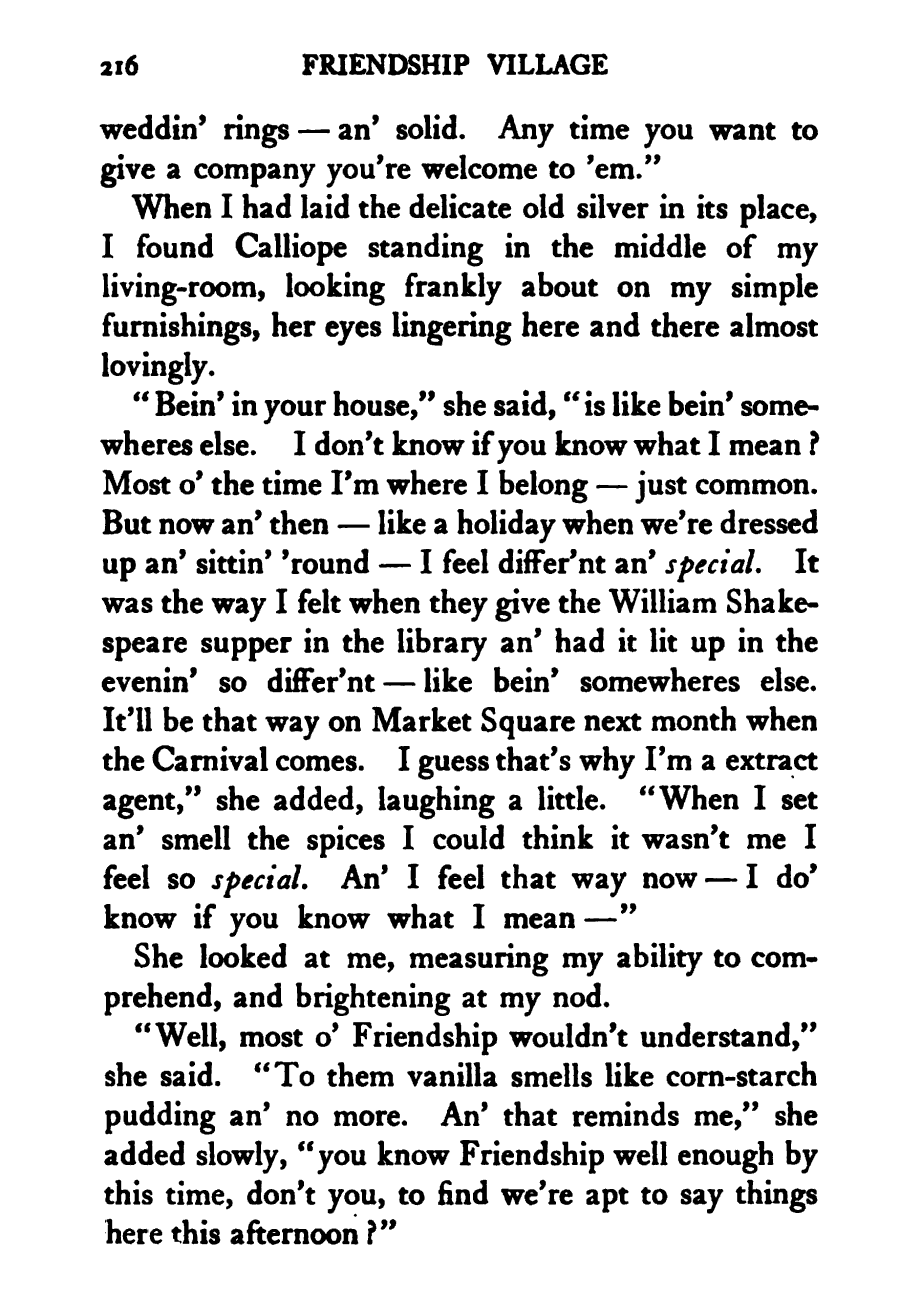 216 FRIENDSHIP VILLAGE
weddin' rings — an' solid. Any time you want to
give a company you're welcome to 'em."
When I had laid the delicate old silver in its place,
I found Calliope standing in the middle of my
living-room, looking frankly about on my simple
furnishings, her eyes lingering here and there almost
lovingly.
"Bein' in your house," she said, "is like bein' some-
wheres else. I don't know if you know what I mean?
Most o' the time I'm where I belong — just common.
But now an' then — like a holiday when we're dressed
up an' sittin' 'round — I feel differ'nt an' special. It
was the way I felt when they give the William Shake-
speare supper in the library an' had it lit up in the
evenin' so differ'nt — like bein' somewheres else.
It'll be that way on Market Square next month when
the Carnival comes. I guess that's why I'm a extract
agent," she added, laughing a little. "When I set
an' smell the spices I could think it wasn't me I
feel so special. An' I feel that way now — I do'
know if you know what I mean —"
She looked at me, measuring my ability to com-
prehend, and brightening at my nod.
"Well, most o' Friendship wouldn't understand,"
she said. "To them vanilla smells like corn-starch
pudding an' no more. An' that reminds me," she
added slowly, "you know Friendship well enough by
this time, don't you, to find we're apt to say things
here this afternoon?"